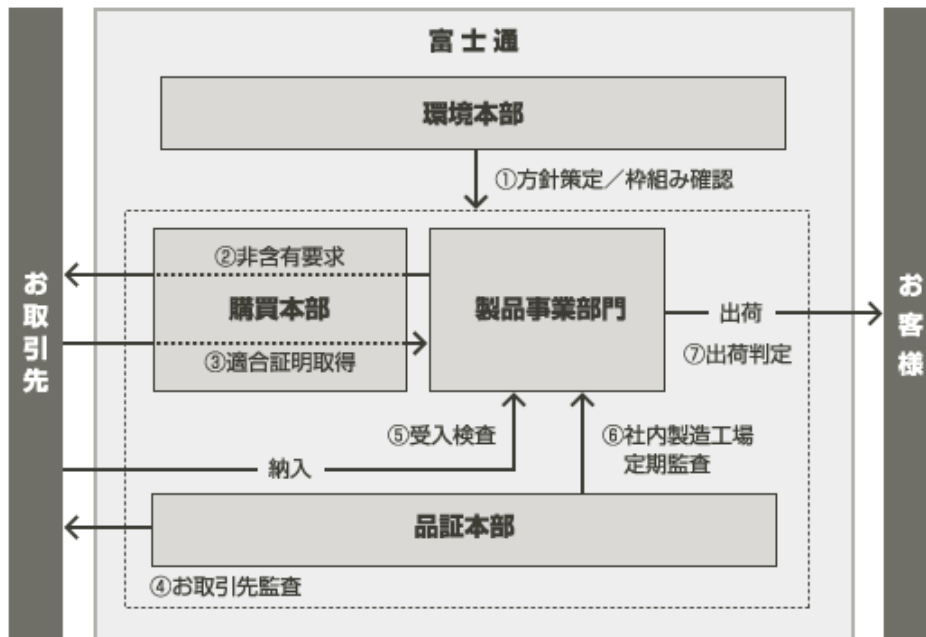 富士通
環境本部
①方針策定／枠組み確認
お取引先
②非含有要求
購買本部
③適合証明取得
製品事業部門
出荷
⑦出荷判定
お客様
⑤受入検査
納入
⑥社内製造工場
定期監査
品証本部
④お取引先監査